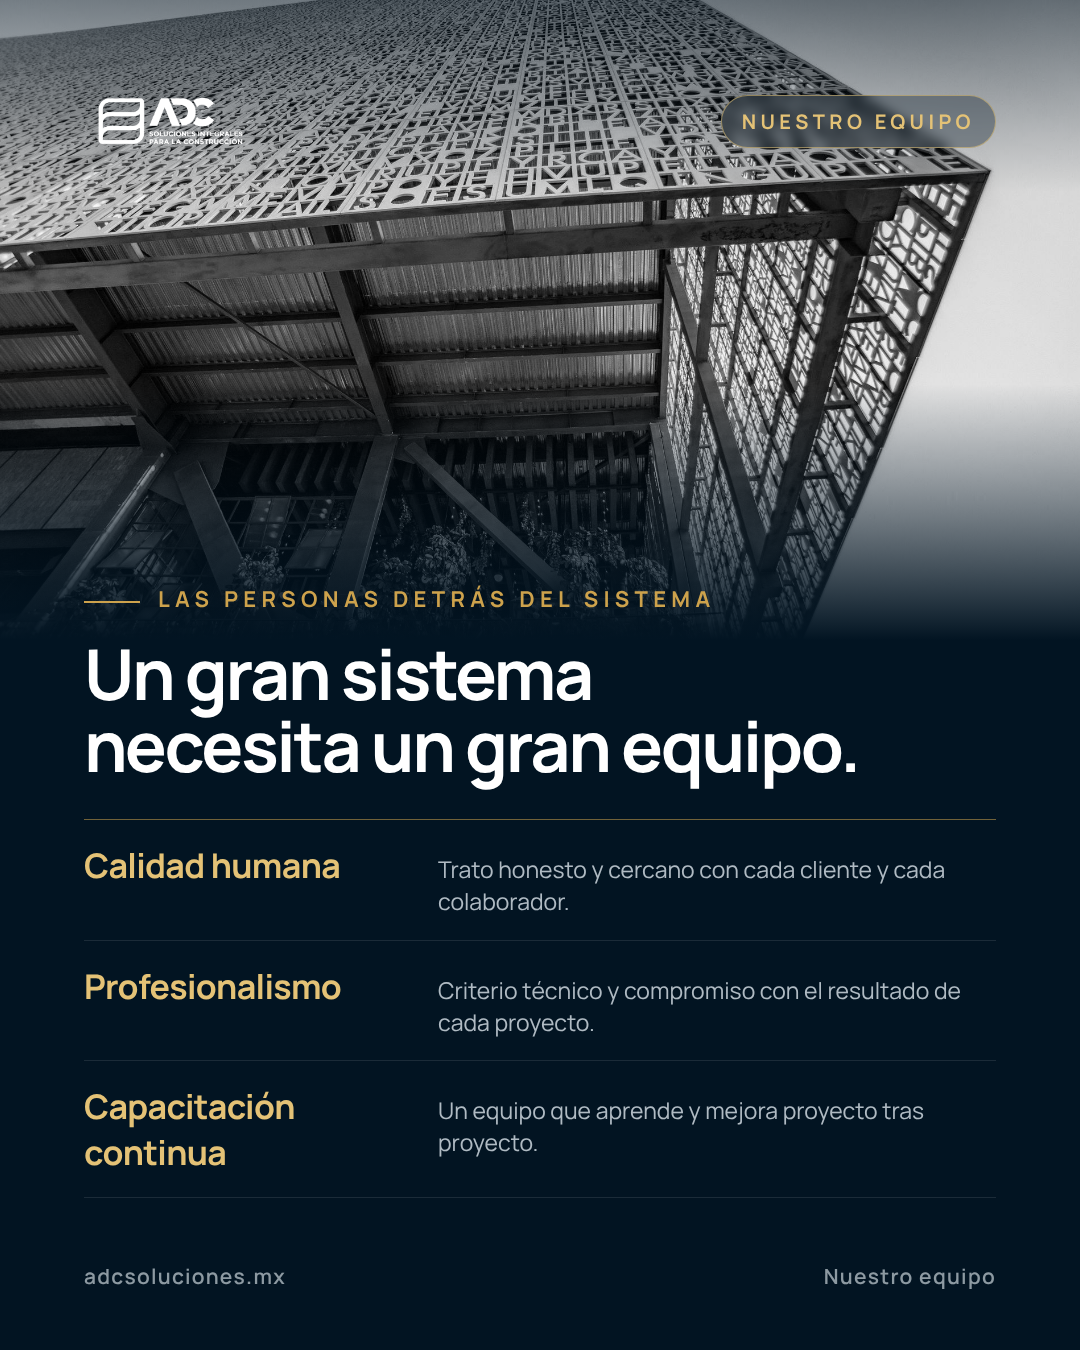 ADC
SOLUCIONES INTEGRALES
PARA LA CONSTRUCCIÓN
NUESTRO EQUIPO
LAS PERSONAS DETRÁS DEL SISTEMA
Un gran sistema
necesita un gran equipo.
Calidad humana
Trato honesto y cercano con cada cliente y cada
colaborador.
Profesionalismo
Criterio técnico y compromiso con el resultado de
cada proyecto.
Capacitación
continua
Un equipo que aprende y mejora proyecto tras
proyecto.
adcsoluciones.mx
Nuestro equipo